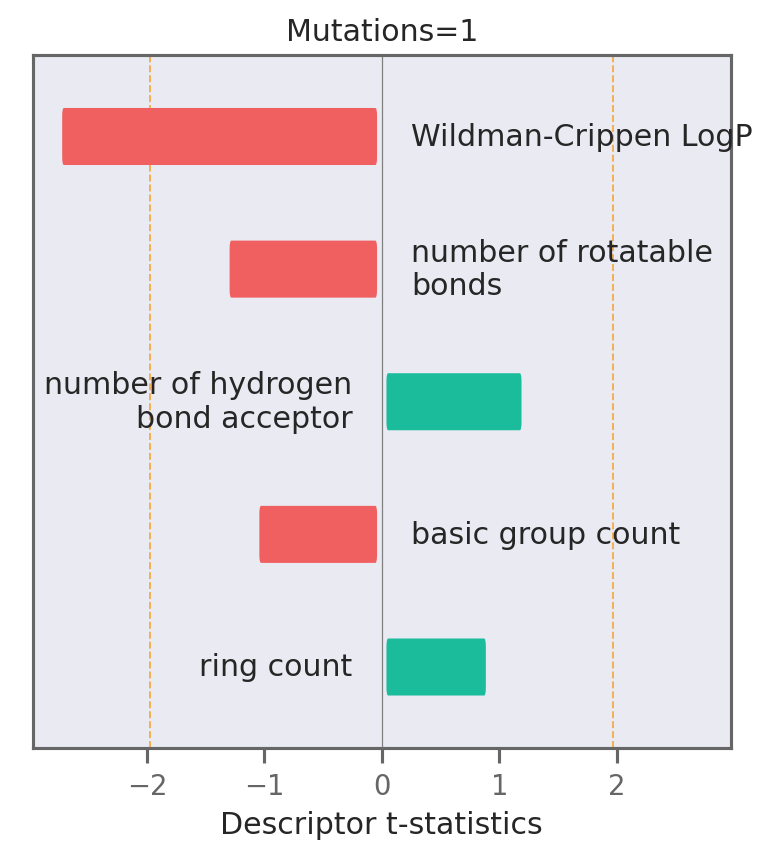 Mutations=1
Wildman-Crippen LogP
number of rotatable
bonds
number of hydrogen
bond acceptor
basic group count
ring count
−2 −1 0 1 2
Descriptor t-statistics